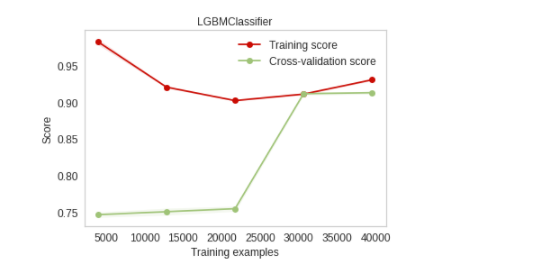 LGBMClassifier
Training score
Cross-validation score
0.95
0.90
0.85
0.80
0.75
Score
5000 10000 15000 20000 25000 30000 35000 40000
Training examples